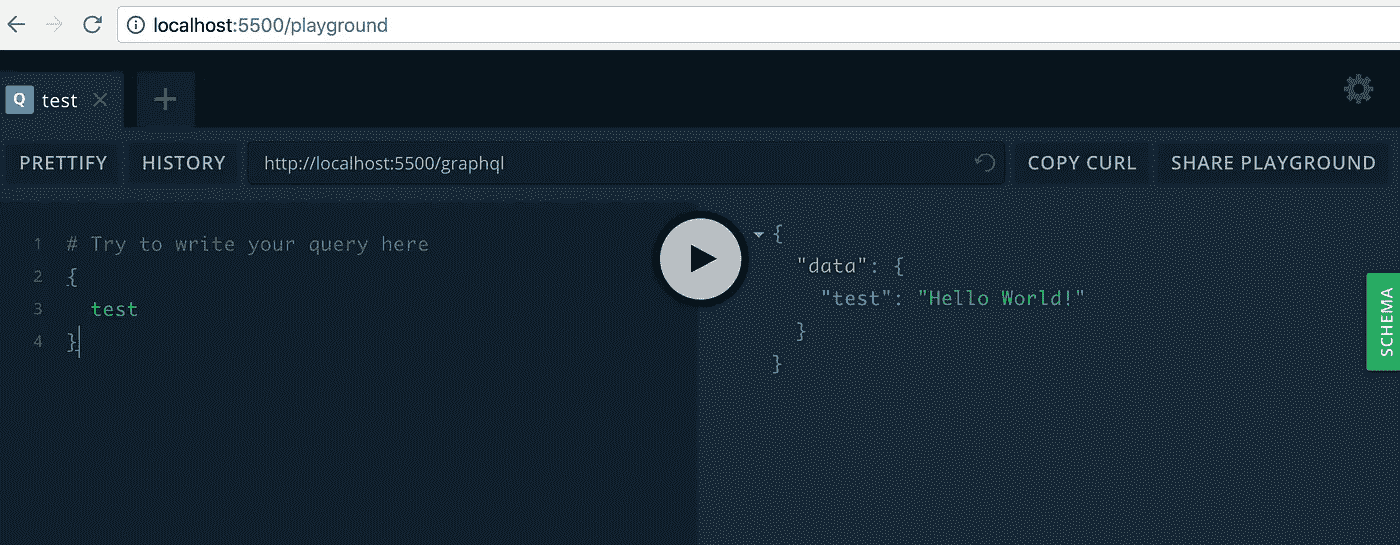 localhost:5500/playground
Q test
PRETTIFY HISTORY http://localhost:5500/graphql COPY CURL SHARE PLAYGROUND
1 # Try to write your query here
2 {
3 test
4 }
{
"data": {
"test": "Hello World!"
}
}
SCHEMA